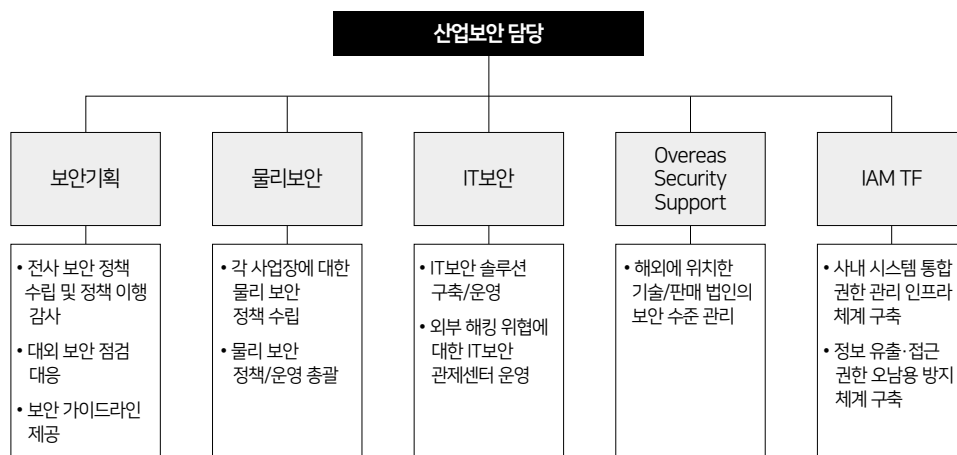 산업보안 담당
보안기획
• 전사 보안 정책
수립 및 정책 이행
감사
• 대외 보안 점검
대응
• 보안 가이드라인
제공
물리보안
• 각 사업장에 대한
물리 보안
정책 수립
• 물리 보안
정책/운영 총괄
IT보안
• IT보안 솔루션
구축/운영
• 외부 해킹 위협에
대한 IT보안
관제센터 운영
Overeas
Security
Support
• 해외에 위치한
기술/판매 법인의
보안 수준 관리
IAM TF
• 사내 시스템 통합
권한 관리 인프라
체계 구축
• 정보 유출·접근
권한 오남용 방지
체계 구축